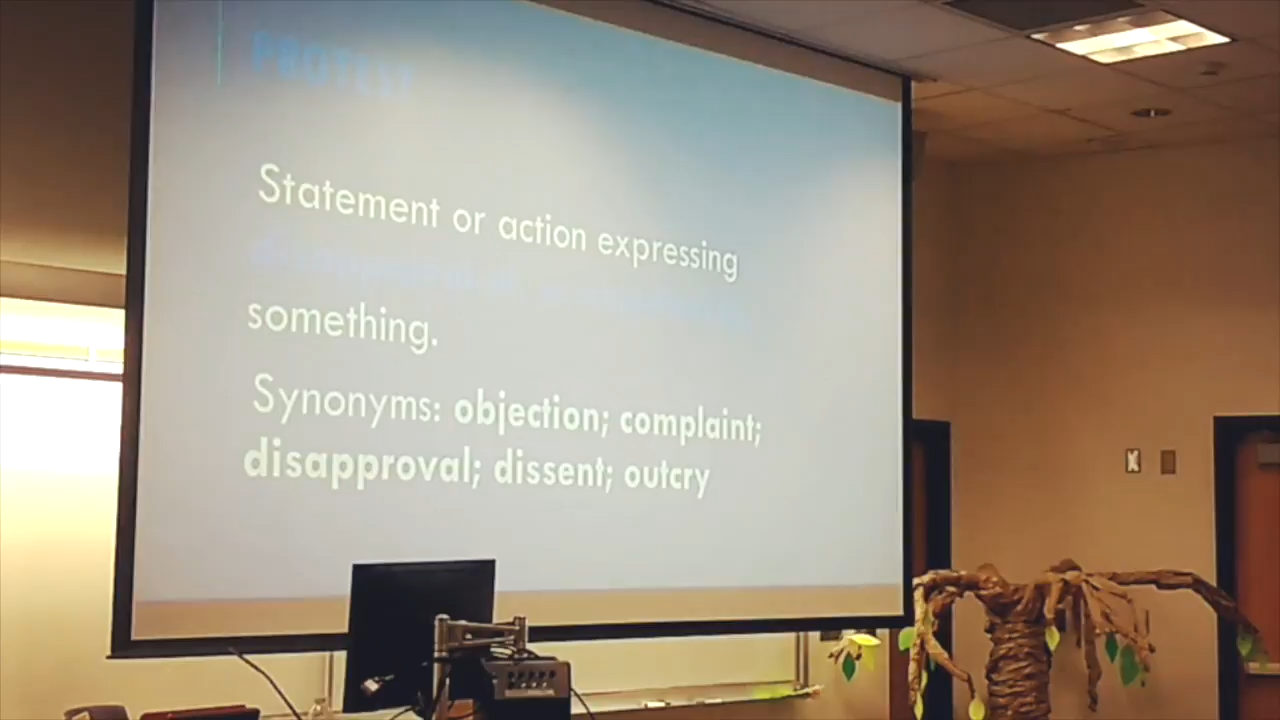 PROTEST
Statement or action expressing
something.
Synonyms: objection; complaint;
disapproval; dissent; outcry